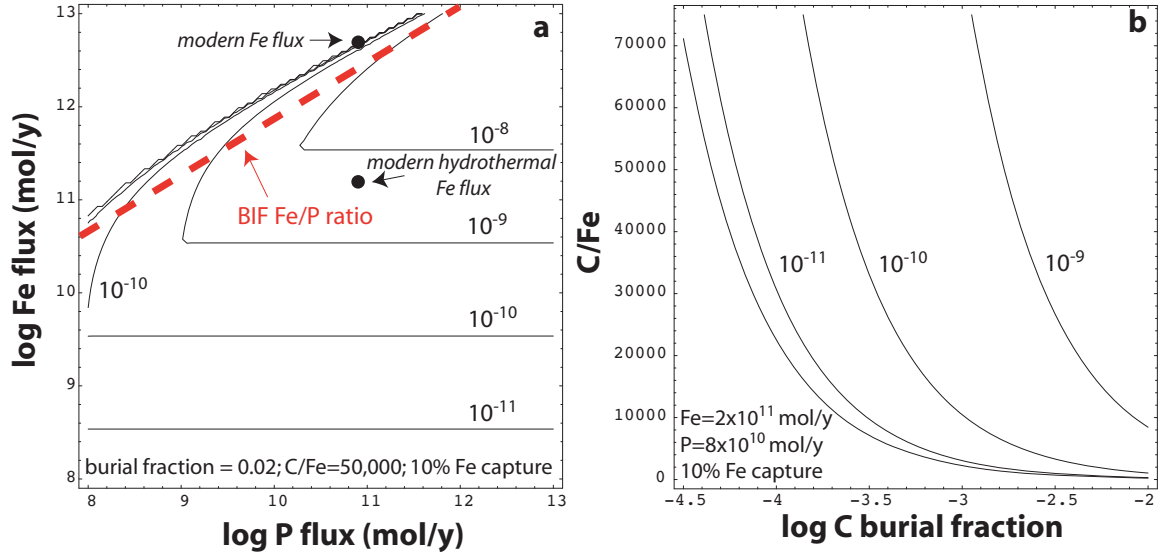 a
modern Fe flux
10⁻⁸
modern hydrothermal
Fe flux
BIF Fe/P ratio
10⁻⁹
10⁻¹⁰
10⁻¹⁰
10⁻¹¹
burial fraction = 0.02; C/Fe=50,000; 10% Fe capture
log Fe flux (mol/y)
13
12
11
10
9
8
8
9
10
11
12
13
log P flux (mol/y)
b
10⁻¹¹
10⁻¹⁰
10⁻⁹
Fe=2x10¹¹ mol/y
P=8x10¹⁰ mol/y
10% Fe capture
C/Fe
70000
60000
50000
40000
30000
20000
10000
0
-4.5
-4
-3.5
-3
-2.5
-2
log C burial fraction